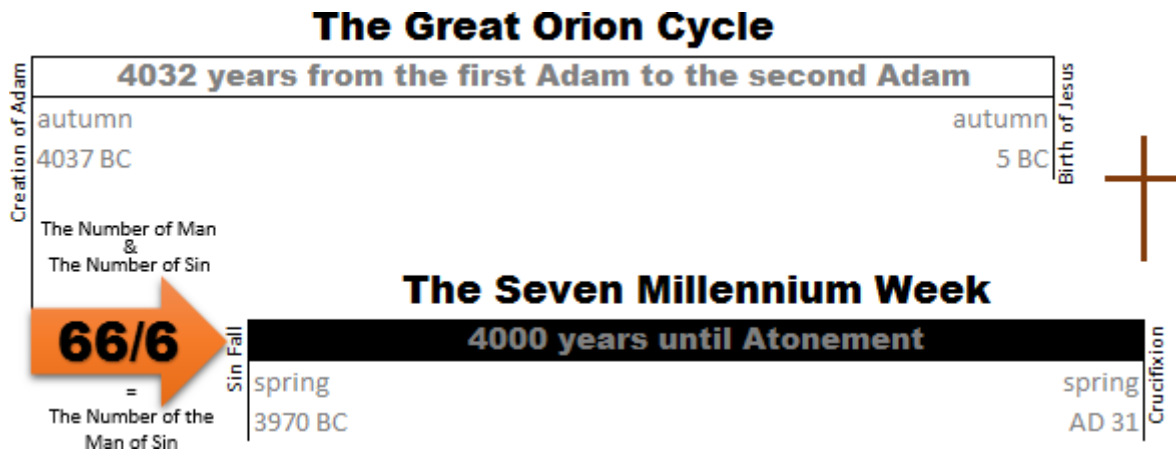 The Great Orion Cycle
Creation of Adam
4032 years from the first Adam to the second Adam
Birth of Jesus
autumn
autumn
4037 BC
5 BC
The Number of Man
&
The Number of Sin
The Seven Millennium Week
66/6
Sin Fall
4000 years until Atonement
Crucifixion
spring
spring
=
3970 BC
AD 31
The Number of the
Man of Sin